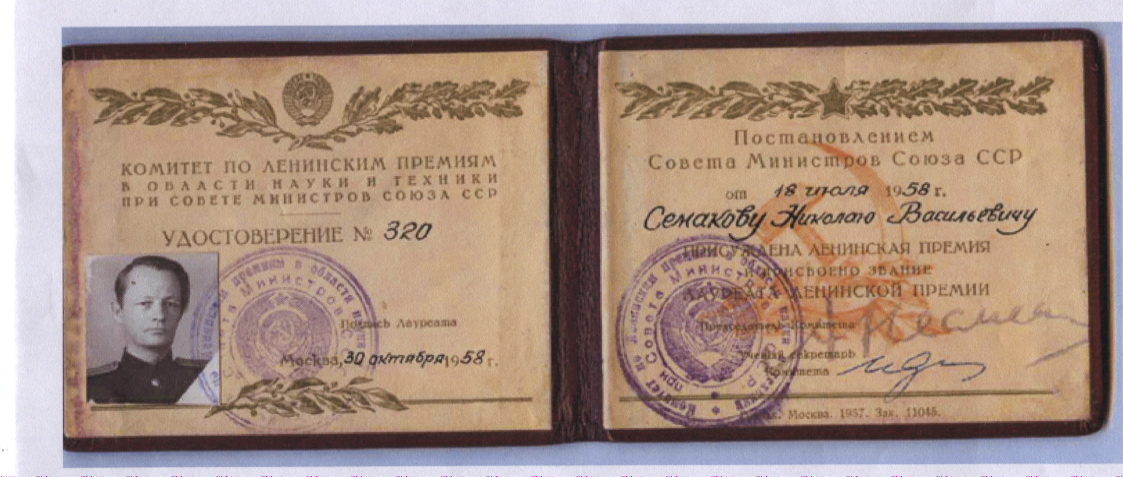 КОМИТЕТ ПО ЛЕНИНСКИМ ПРЕМИЯМ
В ОБЛАСТИ НАУКИ И ТЕХНИКИ
ПРИ СОВЕТЕ МИНИСТРОВ СОЮЗА ССР
УДОСТОВЕРЕНИЕ № 320
Подпись Лауреата
Москва, 30 октября 1958 г.
Постановлением
Совета Министров Союза ССР
от 18 июля 1958 г.
Семакову Николаю Васильевичу
ПРИСУЖДЕНА ЛЕНИНСКАЯ ПРЕМИЯ
И ПРИСВОЕНО ЗВАНИЕ
ЛАУРЕАТА ЛЕНИНСКОЙ ПРЕМИИ
Председатель Комитета
Ученый секретарь
Комитета
Москва. 1957. Зак. 11045.